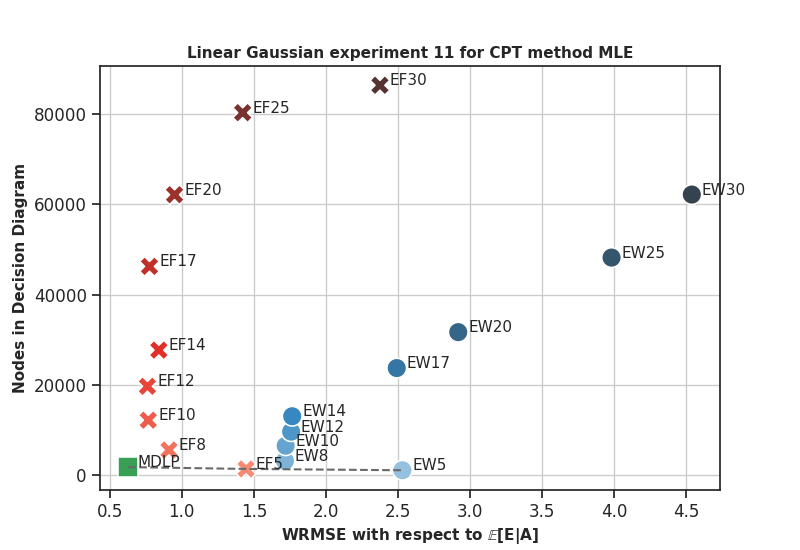 Linear Gaussian experiment 11 for CPT method MLE
Nodes in Decision Diagram
80000
60000
40000
20000
0
EF30
EF25
EF20
EW30
EW25
EF17
EF14
EW20
EW17
EF12
EF10
EW14
EW12
EW10
EF8
EW8
MDLP
EF5
EW5
0.5 1.0 1.5 2.0 2.5 3.0 3.5 4.0 4.5
WRMSE with respect to 𝔼[E|A]